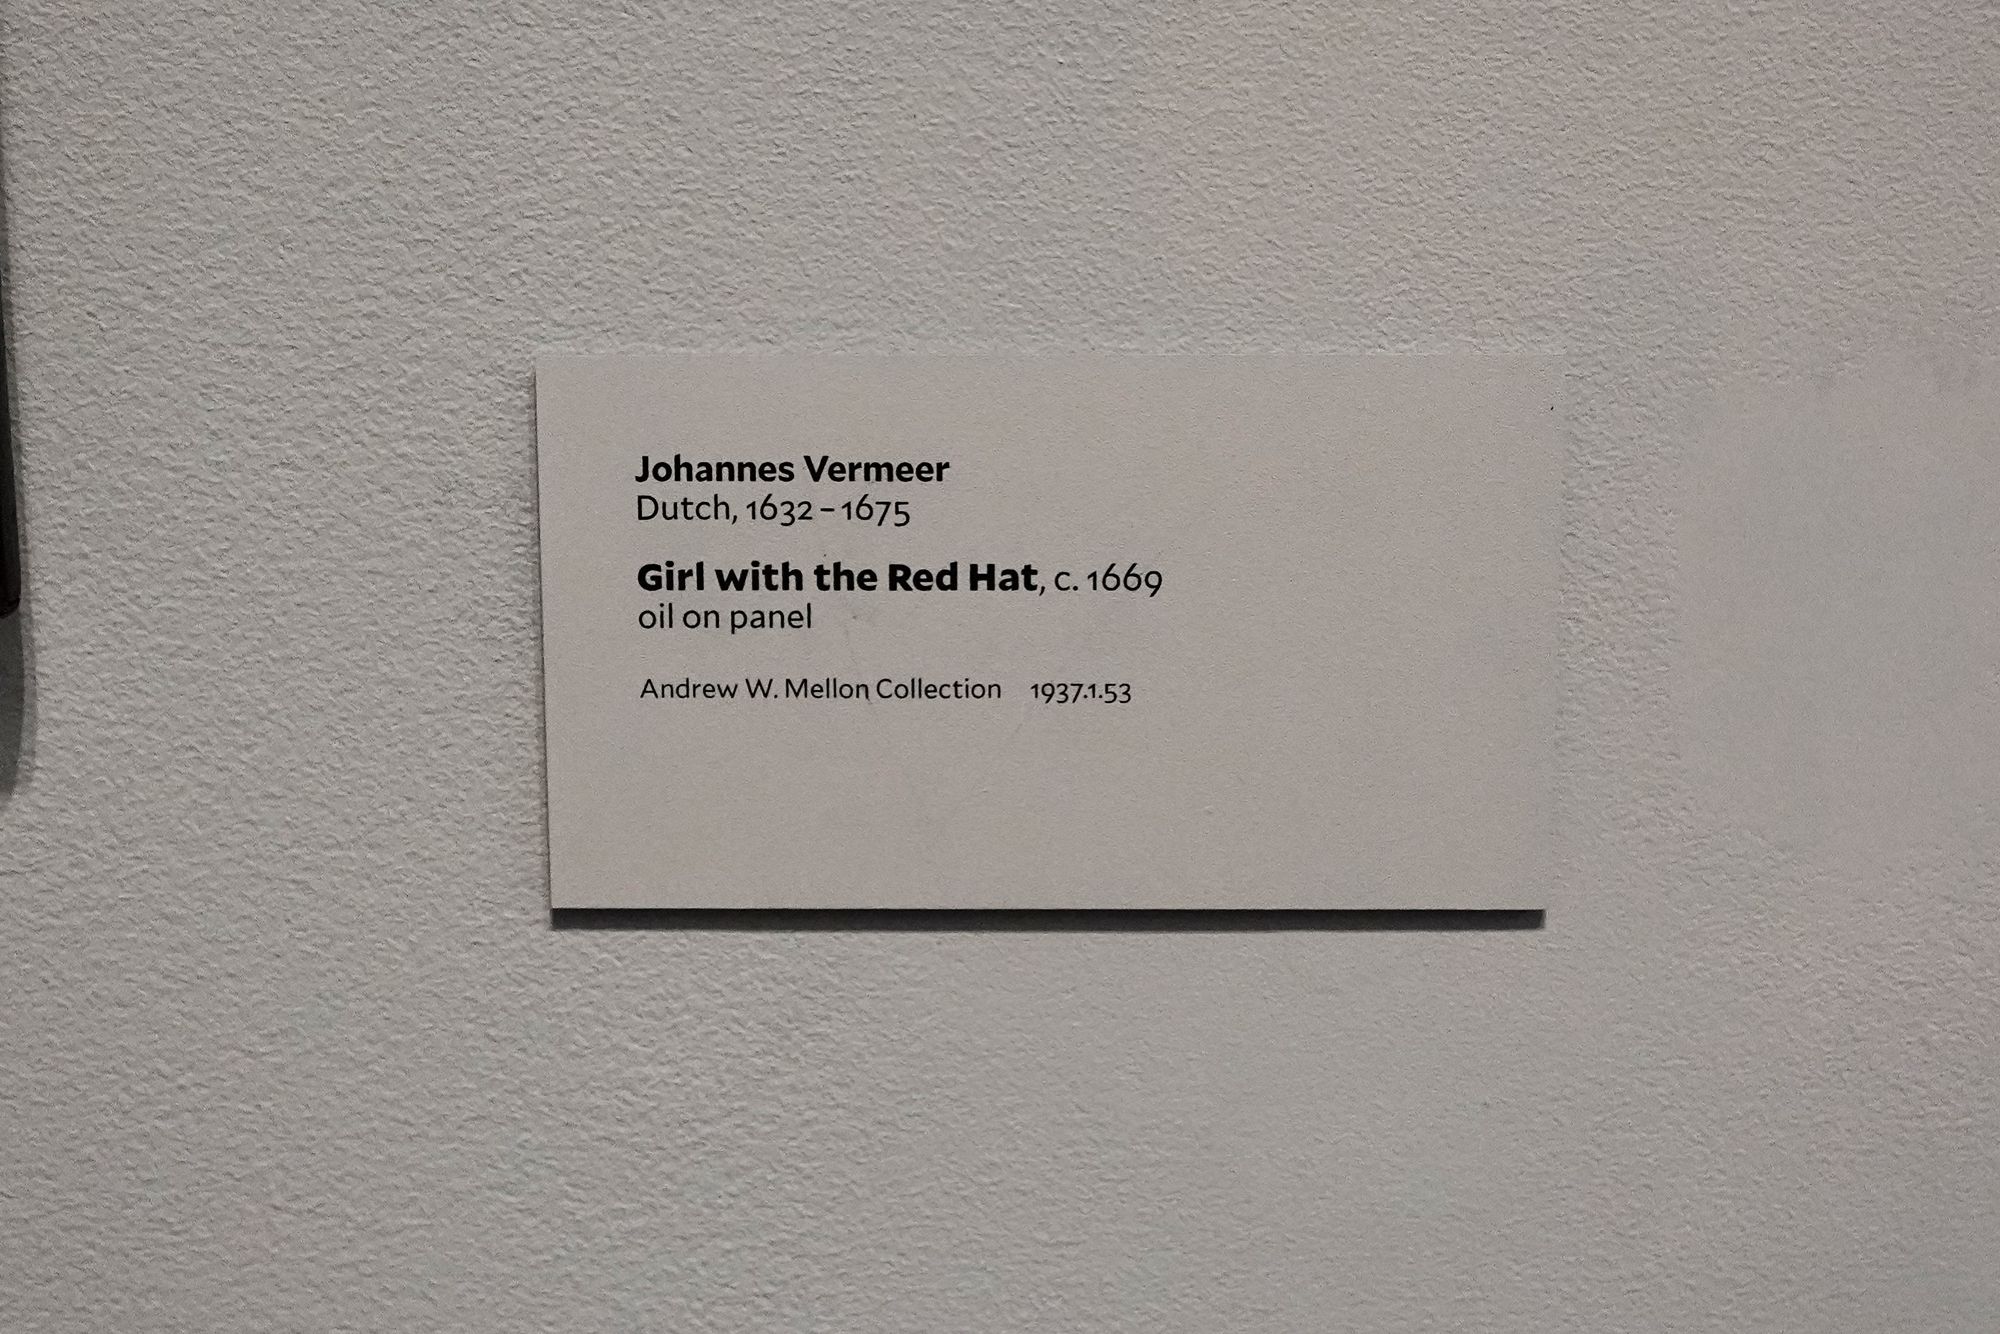 Johannes Vermeer
Dutch, 1632 – 1675
Girl with the Red Hat, c. 1669
oil on panel
Andrew W. Mellon Collection 1937.1.53